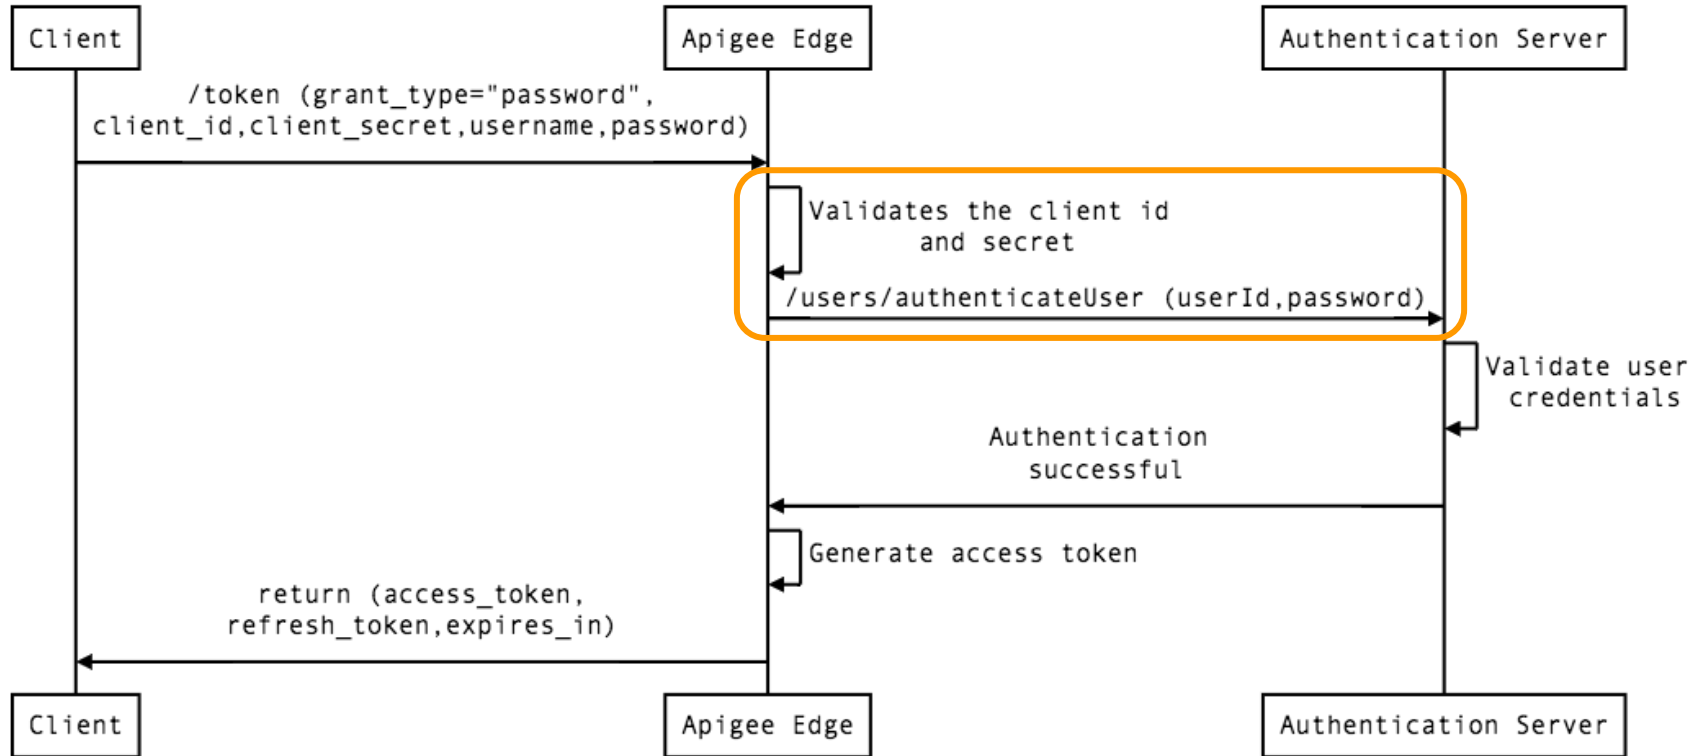 Client
Apigee Edge
Authentication Server
/token (grant_type="password",
client_id,client_secret,username,password)
Validates the client id
and secret
/users/authenticateUser (userId,password)
Validate user
credentials
Authentication
successful
Generate access token
return (access_token,
refresh_token,expires_in)
Client
Apigee Edge
Authentication Server